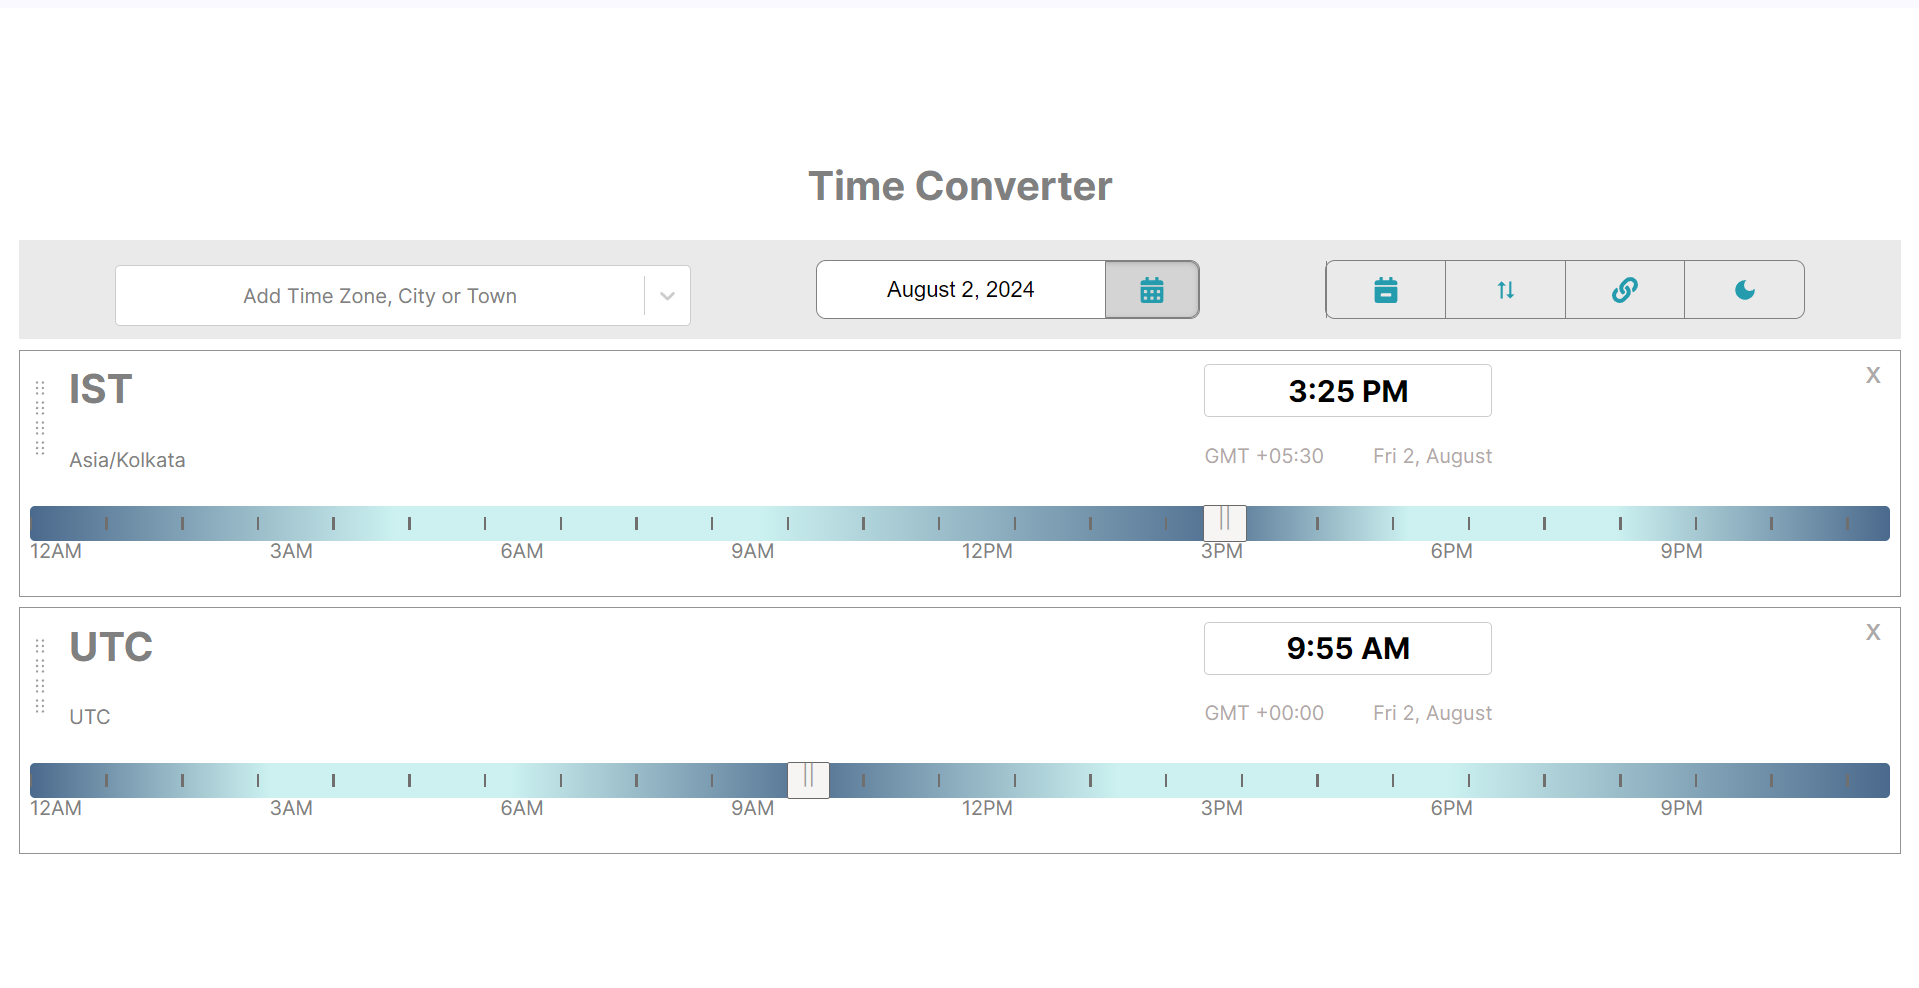 Time Converter
Add Time Zone, City or Town
August 2, 2024
IST
3:25 PM
X
Asia/Kolkata
GMT +05:30
Fri 2, August
12AM 3AM 6AM 9AM 12PM 3PM 6PM 9PM
UTC
9:55 AM
X
UTC
GMT +00:00
Fri 2, August
12AM 3AM 6AM 9AM 12PM 3PM 6PM 9PM